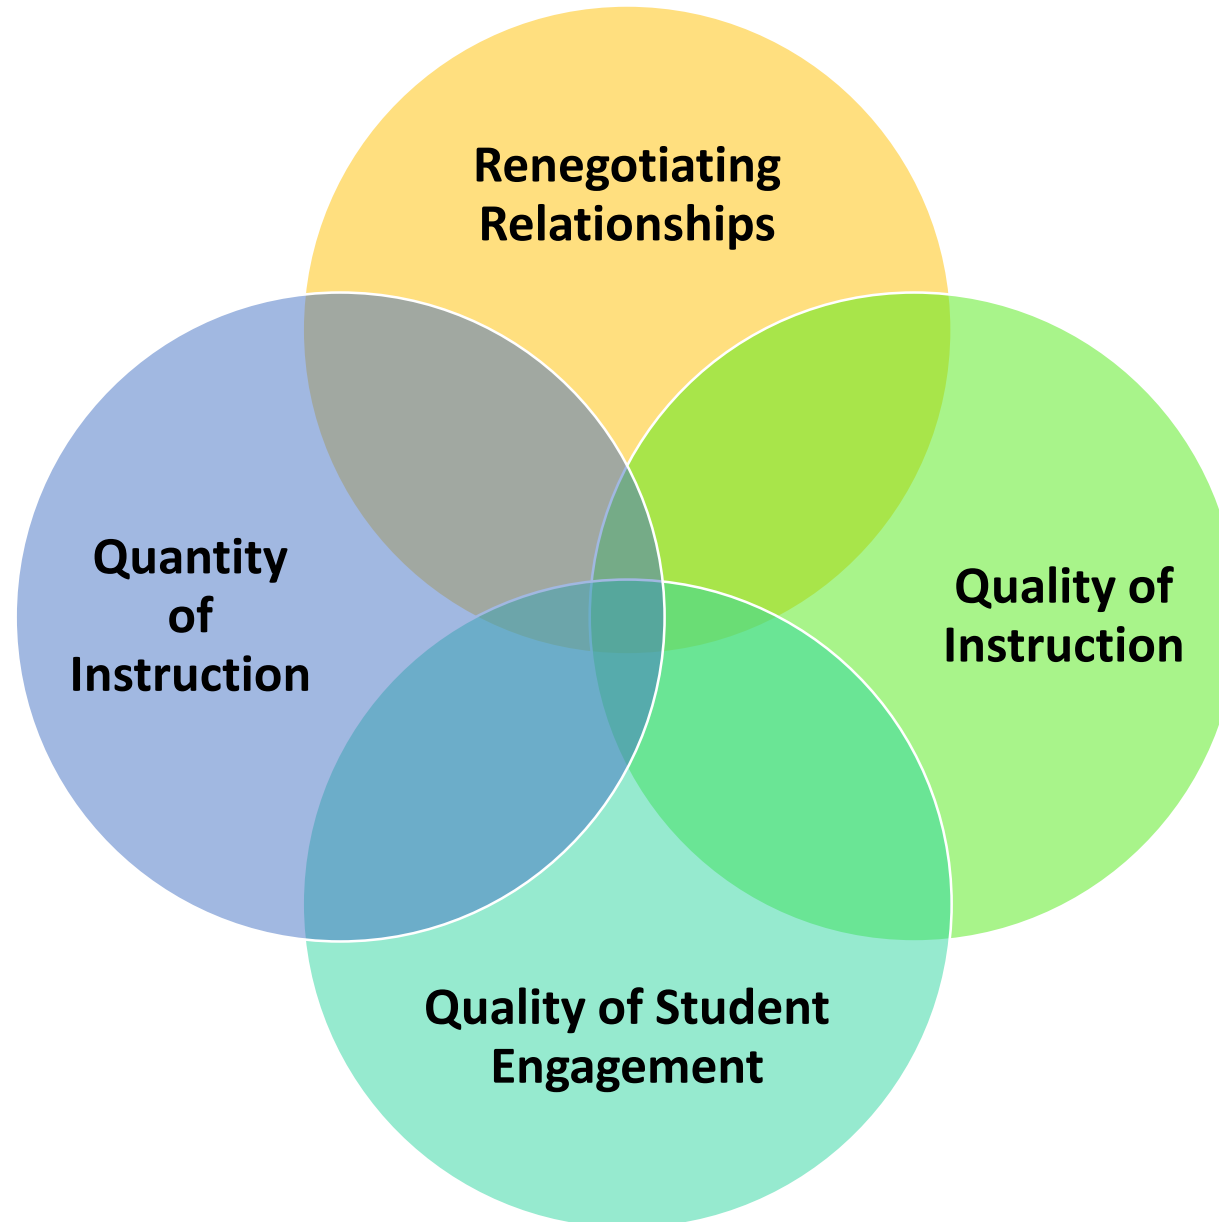 Renegotiating
Relationships
Quantity
of
Instruction
Quality of
Instruction
Quality of Student
Engagement